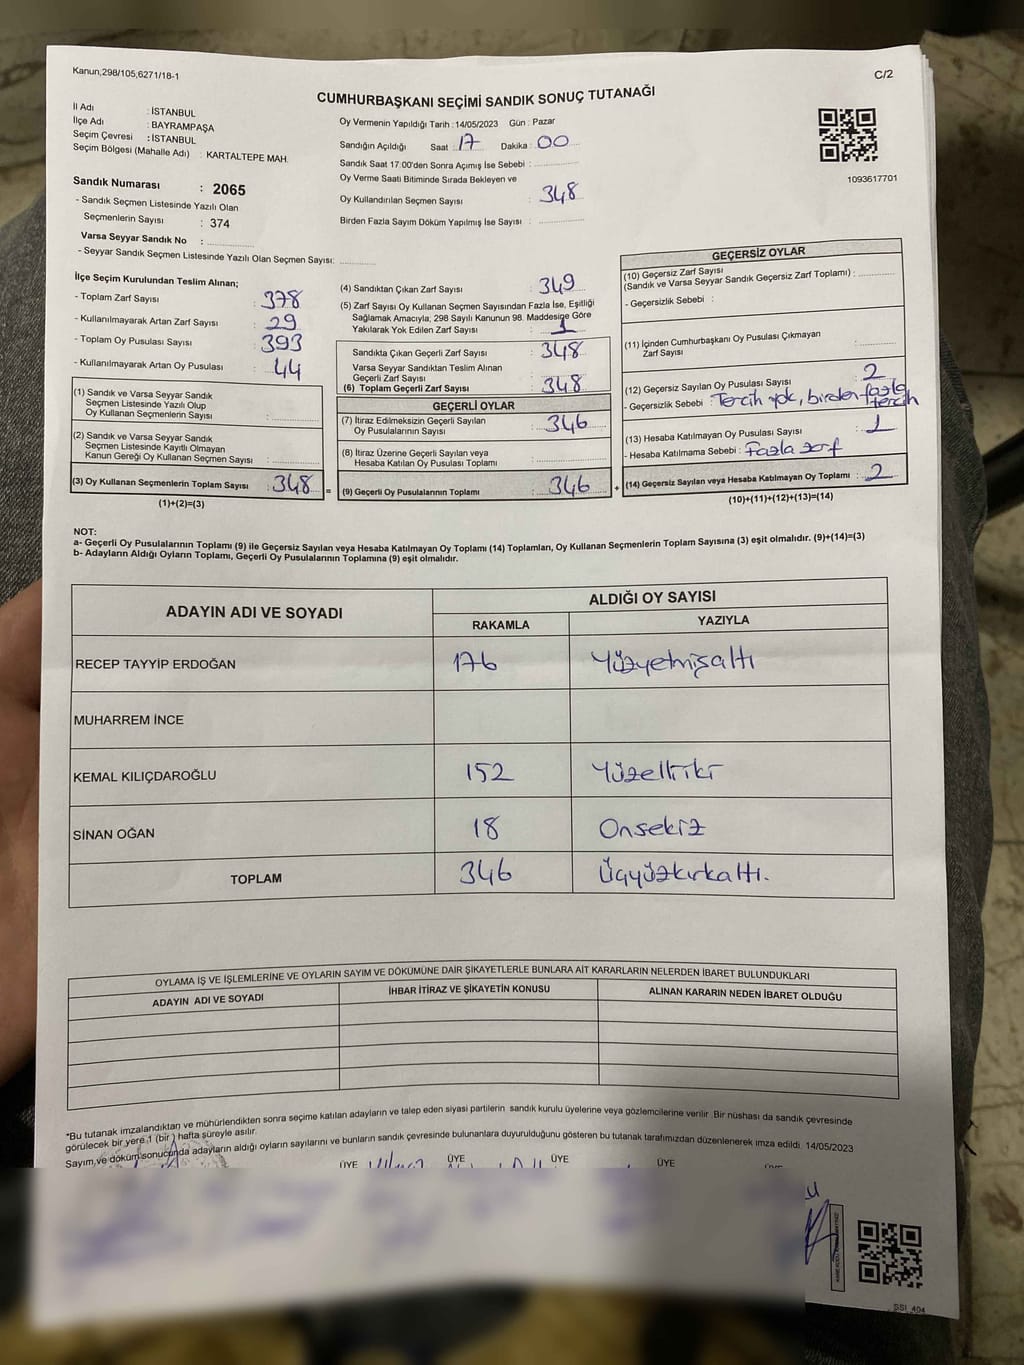 Kanun;298/105,6271/18-1
C/2
CUMHURBAŞKANI SEÇİMİ SANDIK SONUÇ TUTANAĞI
İl Adı : İSTANBUL
İlçe Adı : BAYRAMPAŞA
Seçim Çevresi : İSTANBUL
Seçim Bölgesi (Mahalle Adı) : KARTALTEPE MAH.
Sandık Numarası : 2065
- Sandık Seçmen Listesinde Yazılı Olan
Seçmenlerin Sayısı : 374
Varsa Seyyar Sandık No :
- Seyyar Sandık Seçmen Listesinde Yazılı Olan Seçmen Sayısı:
Oy Vermenin Yapıldığı Tarih : 14/05/2023 Gün : Pazar
Sandığın Açıldığı Saat : 17 Dakika : 00
Sandık Saat 17:00'den Sonra Açımış İse Sebebi :
Oy Verme Saati Bitiminde Sırada Bekleyen ve
Oy Kullandırılan Seçmen Sayısı : 348
Birden Fazla Sayım Döküm Yapılmış İse Sayısı :
1093617701
İlçe Seçim Kurulundan Teslim Alınan;
- Toplam Zarf Sayısı : 378
- Kullanılmayarak Artan Zarf Sayısı : 29
- Toplam Oy Pusulası Sayısı : 393
- Kullanılmayarak Artan Oy Pusulası : 44
(1) Sandık ve Varsa Seyyar Sandık
Seçmen Listesinde Yazılı Olup
Oy Kullanan Seçmenlerin Sayısı :
(2) Sandık ve Varsa Seyyar Sandık
Seçmen Listesinde Kayıtlı Olmayan
Kanun Gereği Oy Kullanan Seçmen Sayısı :
(3) Oy Kullanan Seçmenlerin Toplam Sayısı : 348 =
(1)+(2)=(3)
(4) Sandıktan Çıkan Zarf Sayısı : 349
(5) Zarf Sayısı Oy Kullanan Seçmen Sayısından Fazla İse, Eşitliği
Sağlamak Amacıyla, 298 Sayılı Kanunun 98. Maddesine Göre
Yakılarak Yok Edilen Zarf Sayısı : 1
Sandıkta Çıkan Geçerli Zarf Sayısı : 348
Varsa Seyyar Sandıktan Teslim Alınan
Geçerli Zarf Sayısı :
(6) Toplam Geçerli Zarf Sayısı : 348
GEÇERLİ OYLAR
(7) İtiraz Edilmeksizin Geçerli Sayılan
Oy Pusulalarının Sayısı : 346
(8) İtiraz Üzerine Geçerli Sayılan veya
Hesaba Katılan Oy Pusulası Toplamı :
(9) Geçerli Oy Pusulalarının Toplamı : 346 +
GEÇERSİZ OYLAR
(10) Geçersiz Zarf Sayısı
(Sandık ve Varsa Seyyar Sandık Geçersiz Zarf Toplamı) :
- Geçersizlik Sebebi :
(11) İçinden Cumhurbaşkanı Oy Pusulası Çıkmayan
Zarf Sayısı :
(12) Geçersiz Sayılan Oy Pusulası Sayısı : 2
- Geçersizlik Sebebi : Tercih yok, birden fazla
tercih
(13) Hesaba Katılmayan Oy Pusulası Sayısı : 1
- Hesaba Katılmama Sebebi : Fazla zarf
(14) Geçersiz Sayılan veya Hesaba Katılmayan Oy Toplamı : 2
(10)+(11)+(12)+(13)=(14)
NOT:
a- Geçerli Oy Pusulalarının Toplamı (9) ile Geçersiz Sayılan veya Hesaba Katılmayan Oy Toplamı (14) Toplamları, Oy Kullanan Seçmenlerin Toplam Sayısına (3) eşit olmalıdır. (9)+(14)=(3)
b- Adayların Aldığı Oyların Toplamı, Geçerli Oy Pusulalarının Toplamına (9) eşit olmalıdır.
ADAYIN ADI VE SOYADI
ALDIĞI OY SAYISI
RAKAMLA YAZIYLA
RECEP TAYYİP ERDOĞAN 176 Yüzyetmişaltı
MUHARREM İNCE
KEMAL KILIÇDAROĞLU 152 Yüzelliiki
SİNAN OĞAN 18 Onsekiz
TOPLAM 346 Üçyüzkırkaltı.
OYLAMA İŞ VE İŞLEMLERİNE VE OYLARIN SAYIM VE DÖKÜMÜNE DAİR ŞİKAYETLERLE BUNLARA AİT KARARLARIN NELERDEN İBARET BULUNDUKLARI
ADAYIN ADI VE SOYADI İHBAR İTİRAZ VE ŞİKAYETİN KONUSU ALINAN KARARIN NEDEN İBARET OLDUĞU
*Bu tutanak imzalandıktan ve mühürlendikten sonra seçime katılan adayların ve talep eden siyasi partilerin sandık kurulu üyelerine veya gözlemcilerine verilir. Bir nüshası da sandık çevresinde
görülecek bir yere 1 (bir) hafta süreyle asılır.
Sayım ve döküm sonucunda adayların aldığı oyların sayılarını ve bunların sandık çevresinde bulunanlara duyurulduğunu gösteren bu tutanak tarafımızdan düzenlenerek imza edildi. 14/05/2023
ÜYE ÜYE ÜYE ÜYE
SSI_404